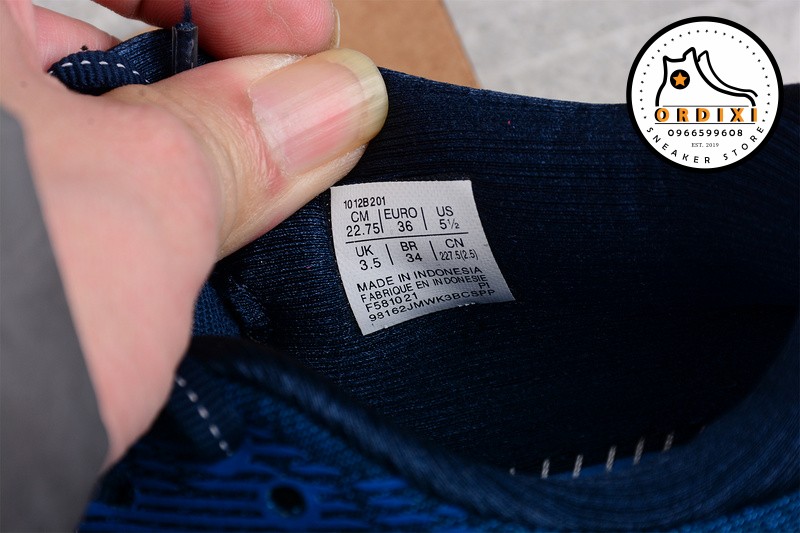 1012B201
CM EURO US
22.75 36 5½
UK BR CN
3.5 34 227.5(2.5)
MADE IN INDONESIA
FABRIQUE EN INDONESIE
F581021 PI
98162JMWK3BCSPP
ORDIXI
0966599608
EST. 2019
SNEAKER STORE